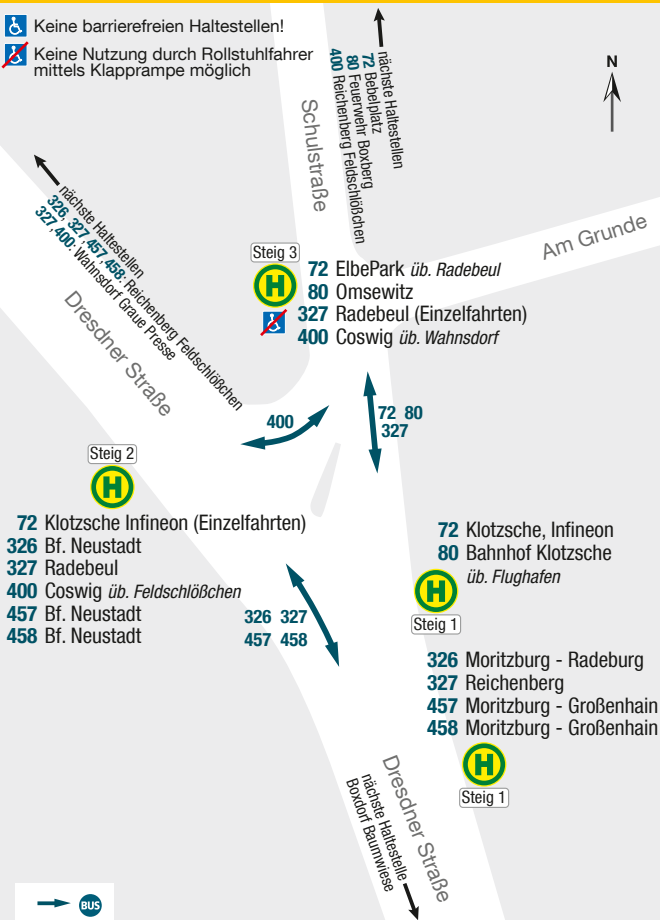 Keine barrierefreien Haltestellen!
Keine Nutzung durch Rollstuhlfahrer
mittels Klapprampe möglich
nächste Haltestellen
72 Bebelplatz
80 Feuerwehr Boxberg
400 Reichenberg Feldschlößchen
N
Schulstraße
Am Grunde
nächste Haltestellen
326, 327,457 458: Reichenberg Feldschlößchen
327,400: Wahnsdorf Graue Presse
Dresdner Straße
Steig 3
H
72 ElbePark üb. Radebeul
80 Omsewitz
327 Radebeul (Einzelfahrten)
400 Coswig üb. Wahnsdorf
400
72 80
327
Steig 2
H
72 Klotzsche Infineon (Einzelfahrten)
326 Bf. Neustadt
327 Radebeul
400 Coswig üb. Feldschlößchen
457 Bf. Neustadt
458 Bf. Neustadt
326 327
457 458
72 Klotzsche, Infineon
80 Bahnhof Klotzsche
üb. Flughafen
H
Steig 1
326 Moritzburg - Radeburg
327 Reichenberg
457 Moritzburg - Großenhain
458 Moritzburg - Großenhain
H
Steig 1
Dresdner Straße
nächste Haltestelle
Boxdorf Baumwiese
BUS